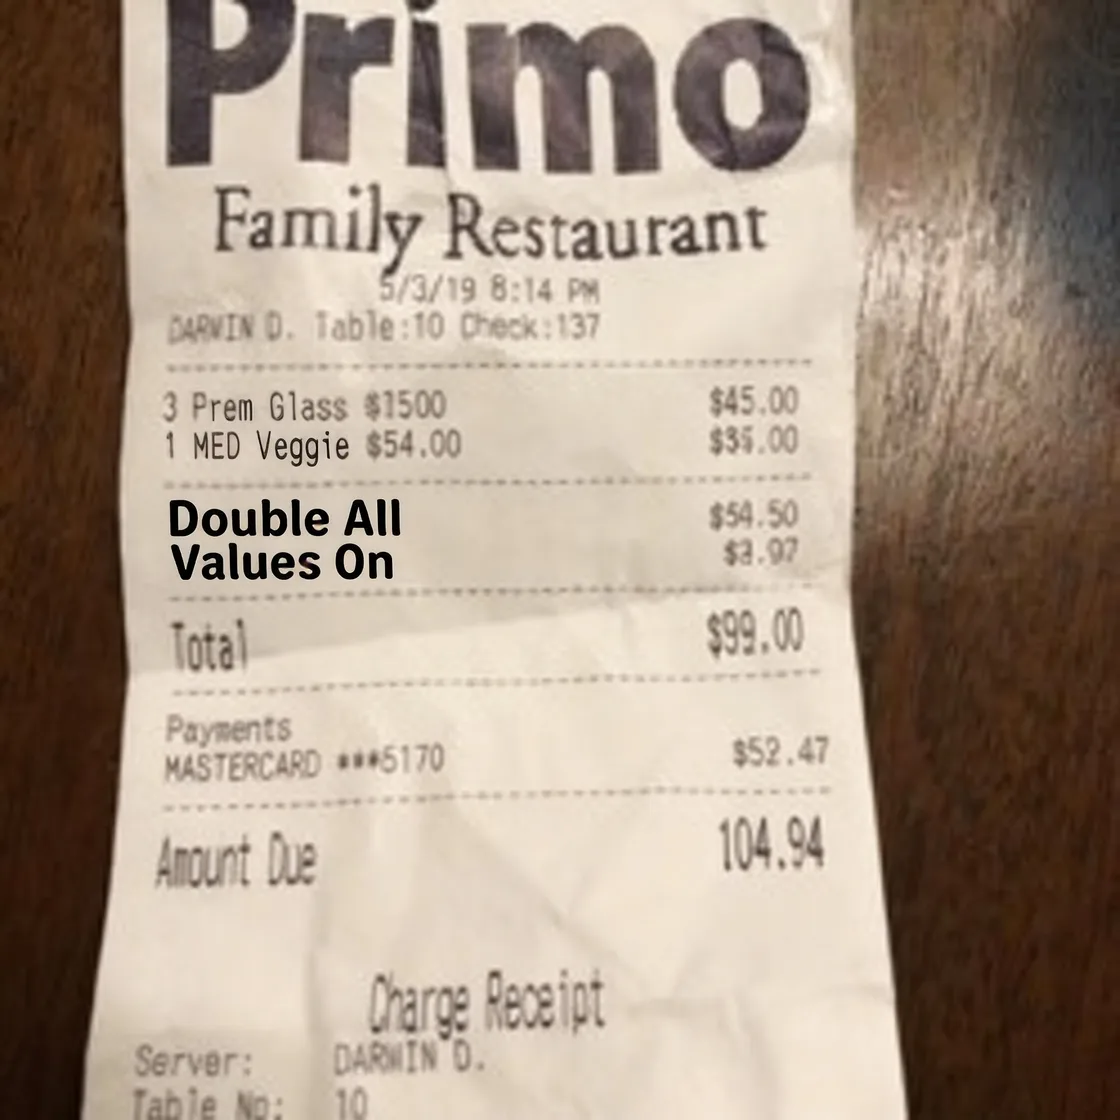 Primo
Family Restaurant
5/3/19 8:14 PM
DARWIN D. Table:10 Check:137
3 Prem Glass $1500 $45.00
1 MED Veggie $54.00
Double All $54.50
Values On
Total $99.00
Payments
MASTERCARD ***5170 $52.47
Amount Due 104.94
Charge Receipt
Server: DARWIN D.
Table No: 10